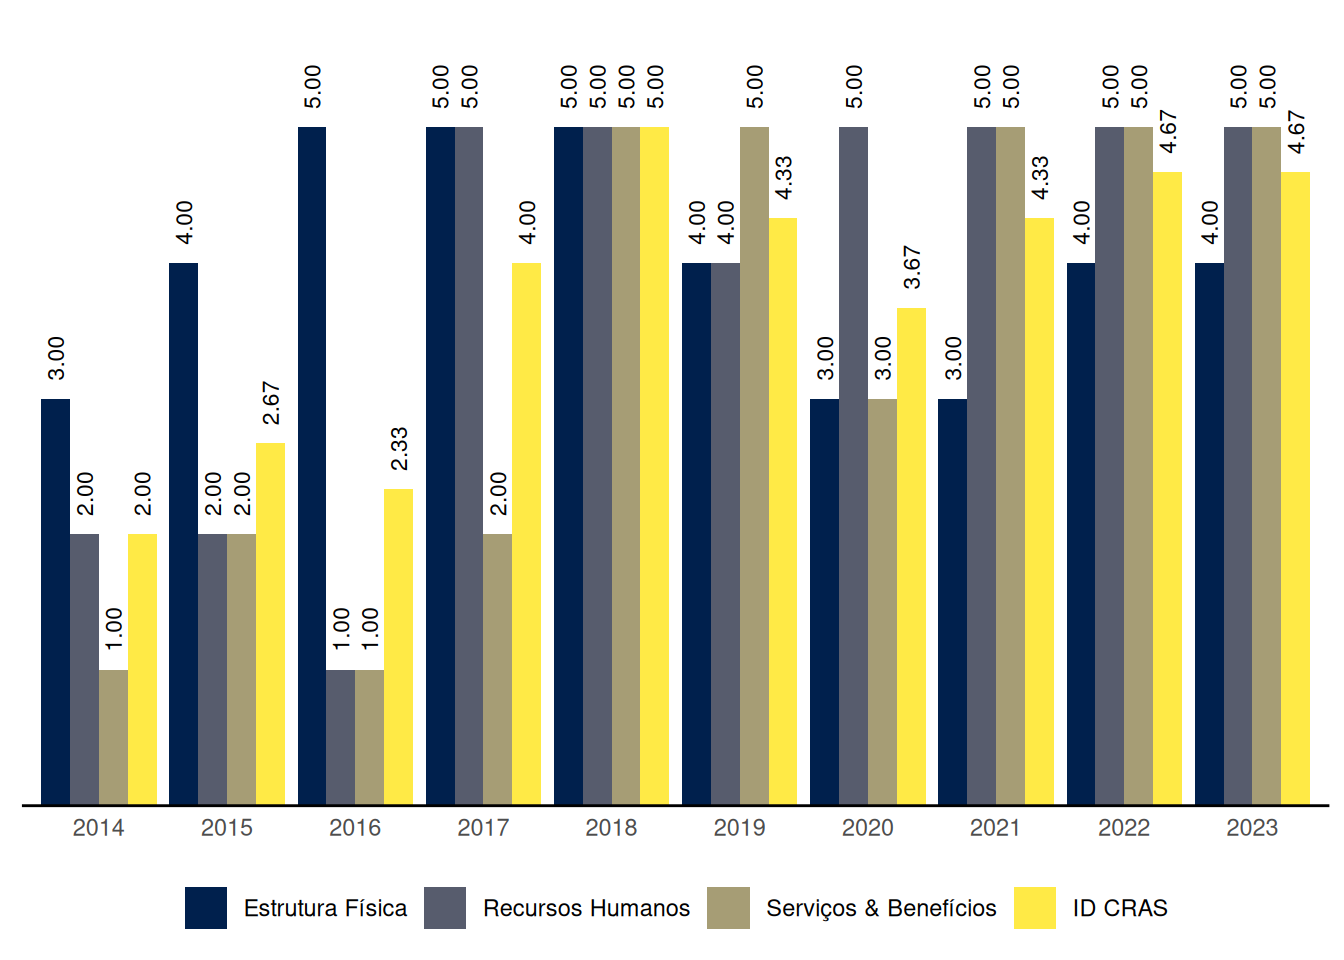 3.00 2.00 1.00 2.00
4.00 2.00 2.00 2.67
5.00 1.00 1.00 2.33
5.00 5.00 2.00 4.00
5.00 5.00 5.00 5.00
4.00 4.00 5.00 4.33
3.00 5.00 3.00 3.67
3.00 5.00 5.00 4.33
4.00 5.00 5.00 4.67
4.00 5.00 5.00 4.67
2014 2015 2016 2017 2018 2019 2020 2021 2022 2023
Estrutura Física Recursos Humanos Serviços & Benefícios ID CRAS